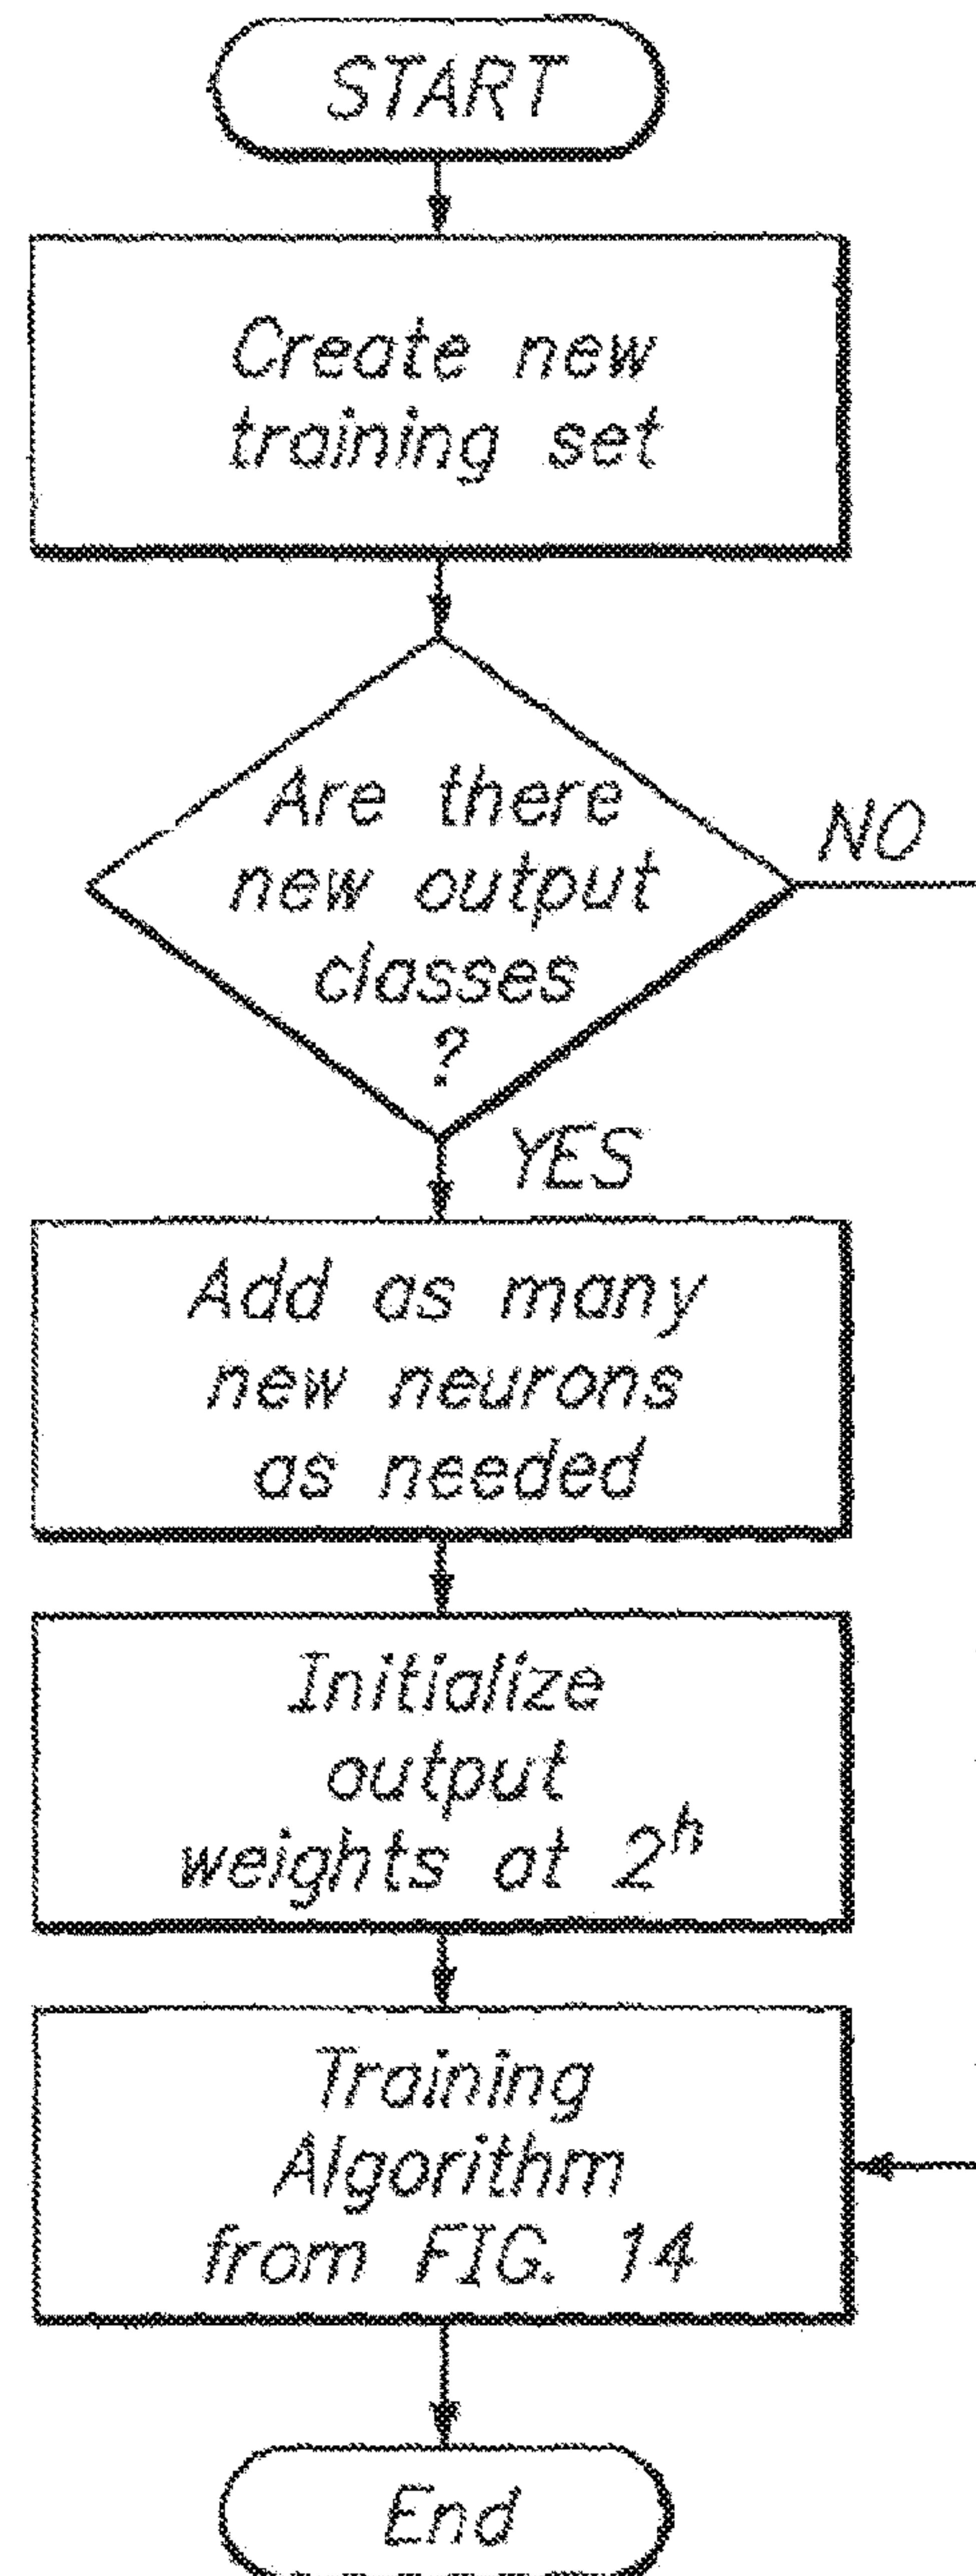 START
Create new
training set
Are there
new output
classes
?
NO
YES
Add as many
new neurons
as needed
Initialize
output
weights at 2^h
Training
Algorithm
from FIG. 14
End